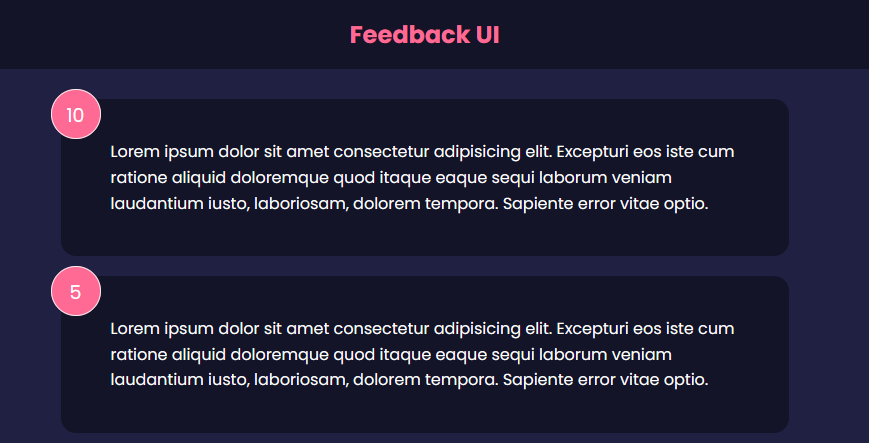 Feedback UI
10
Lorem ipsum dolor sit amet consectetur adipisicing elit. Excepturi eos iste cum
ratione aliquid doloremque quod itaque eaque sequi laborum veniam
laudantium iusto, laboriosam, dolorem tempora. Sapiente error vitae optio.
5
Lorem ipsum dolor sit amet consectetur adipisicing elit. Excepturi eos iste cum
ratione aliquid doloremque quod itaque eaque sequi laborum veniam
laudantium iusto, laboriosam, dolorem tempora. Sapiente error vitae optio.